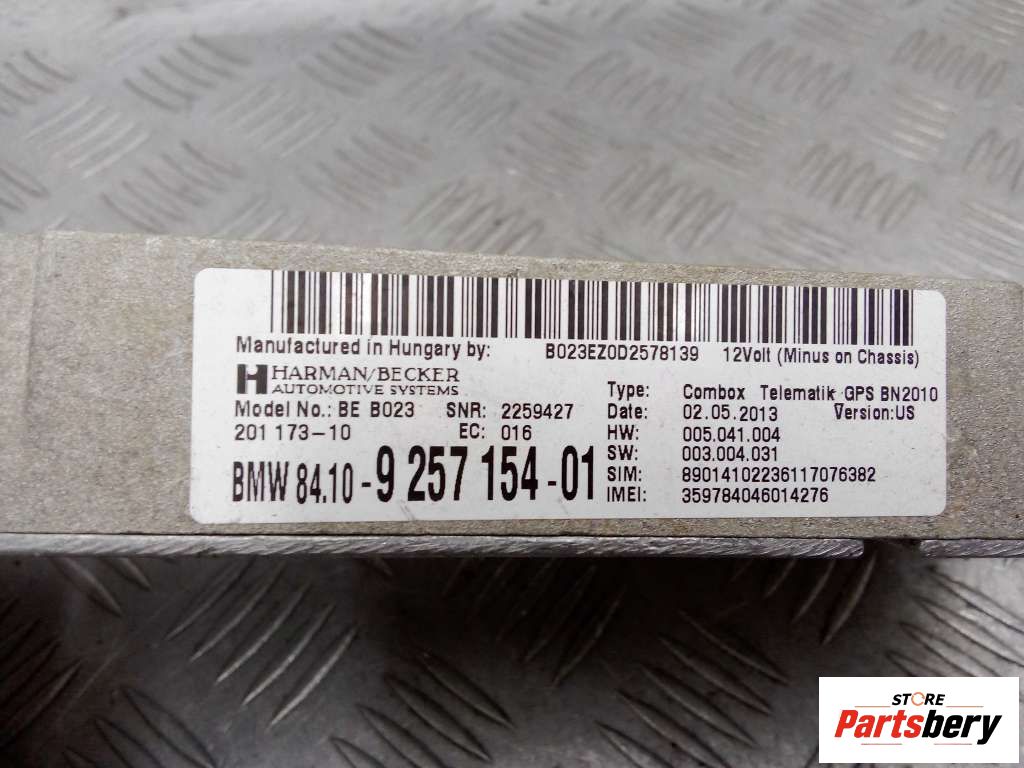 Manufactured in Hungary by: B023EZ0D2578139 12Volt (Minus on Chassis)
HARMAN/BECKER
AUTOMOTIVE SYSTEMS
Model No.: BE B023 SNR: 2259427
201 173-10 EC: 016
BMW 84.10-9 257 154-01
Type: Combox Telematik GPS BN2010
Date: 02.05.2013 Version:US
HW: 005.041.004
SW: 003.004.031
SIM: 89014102236117076382
IMEI: 359784046014276
STORE
Partsbery